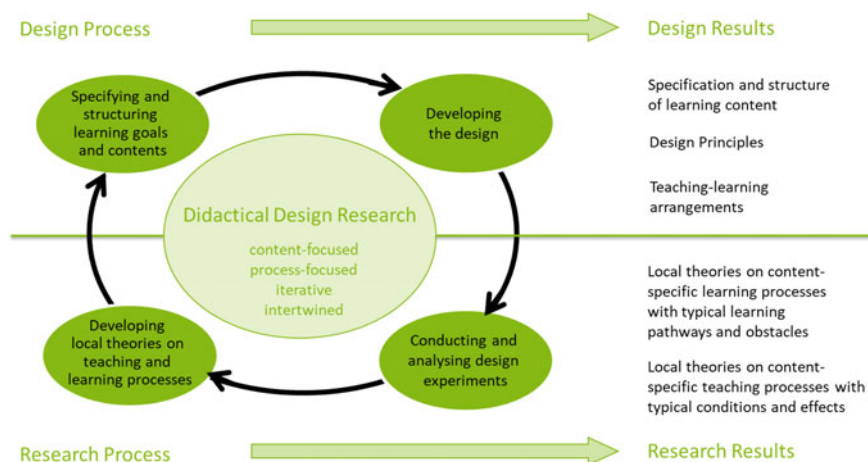 Design Process
Design Results
Specifying and
structuring
learning goals
and contents
Developing
the design
Didactical Design Research
content-focused
process-focused
iterative
intertwined
Developing
local theories on
teaching and
learning processes
Conducting and
analysing design
experiments
Specification and structure
of learning content
Design Principles
Teaching-learning
arrangements
Local theories on content-
specific learning processes
with typical learning
pathways and obstacles
Local theories on content-
specific teaching processes with
typical conditions and effects
Research Process
Research Results